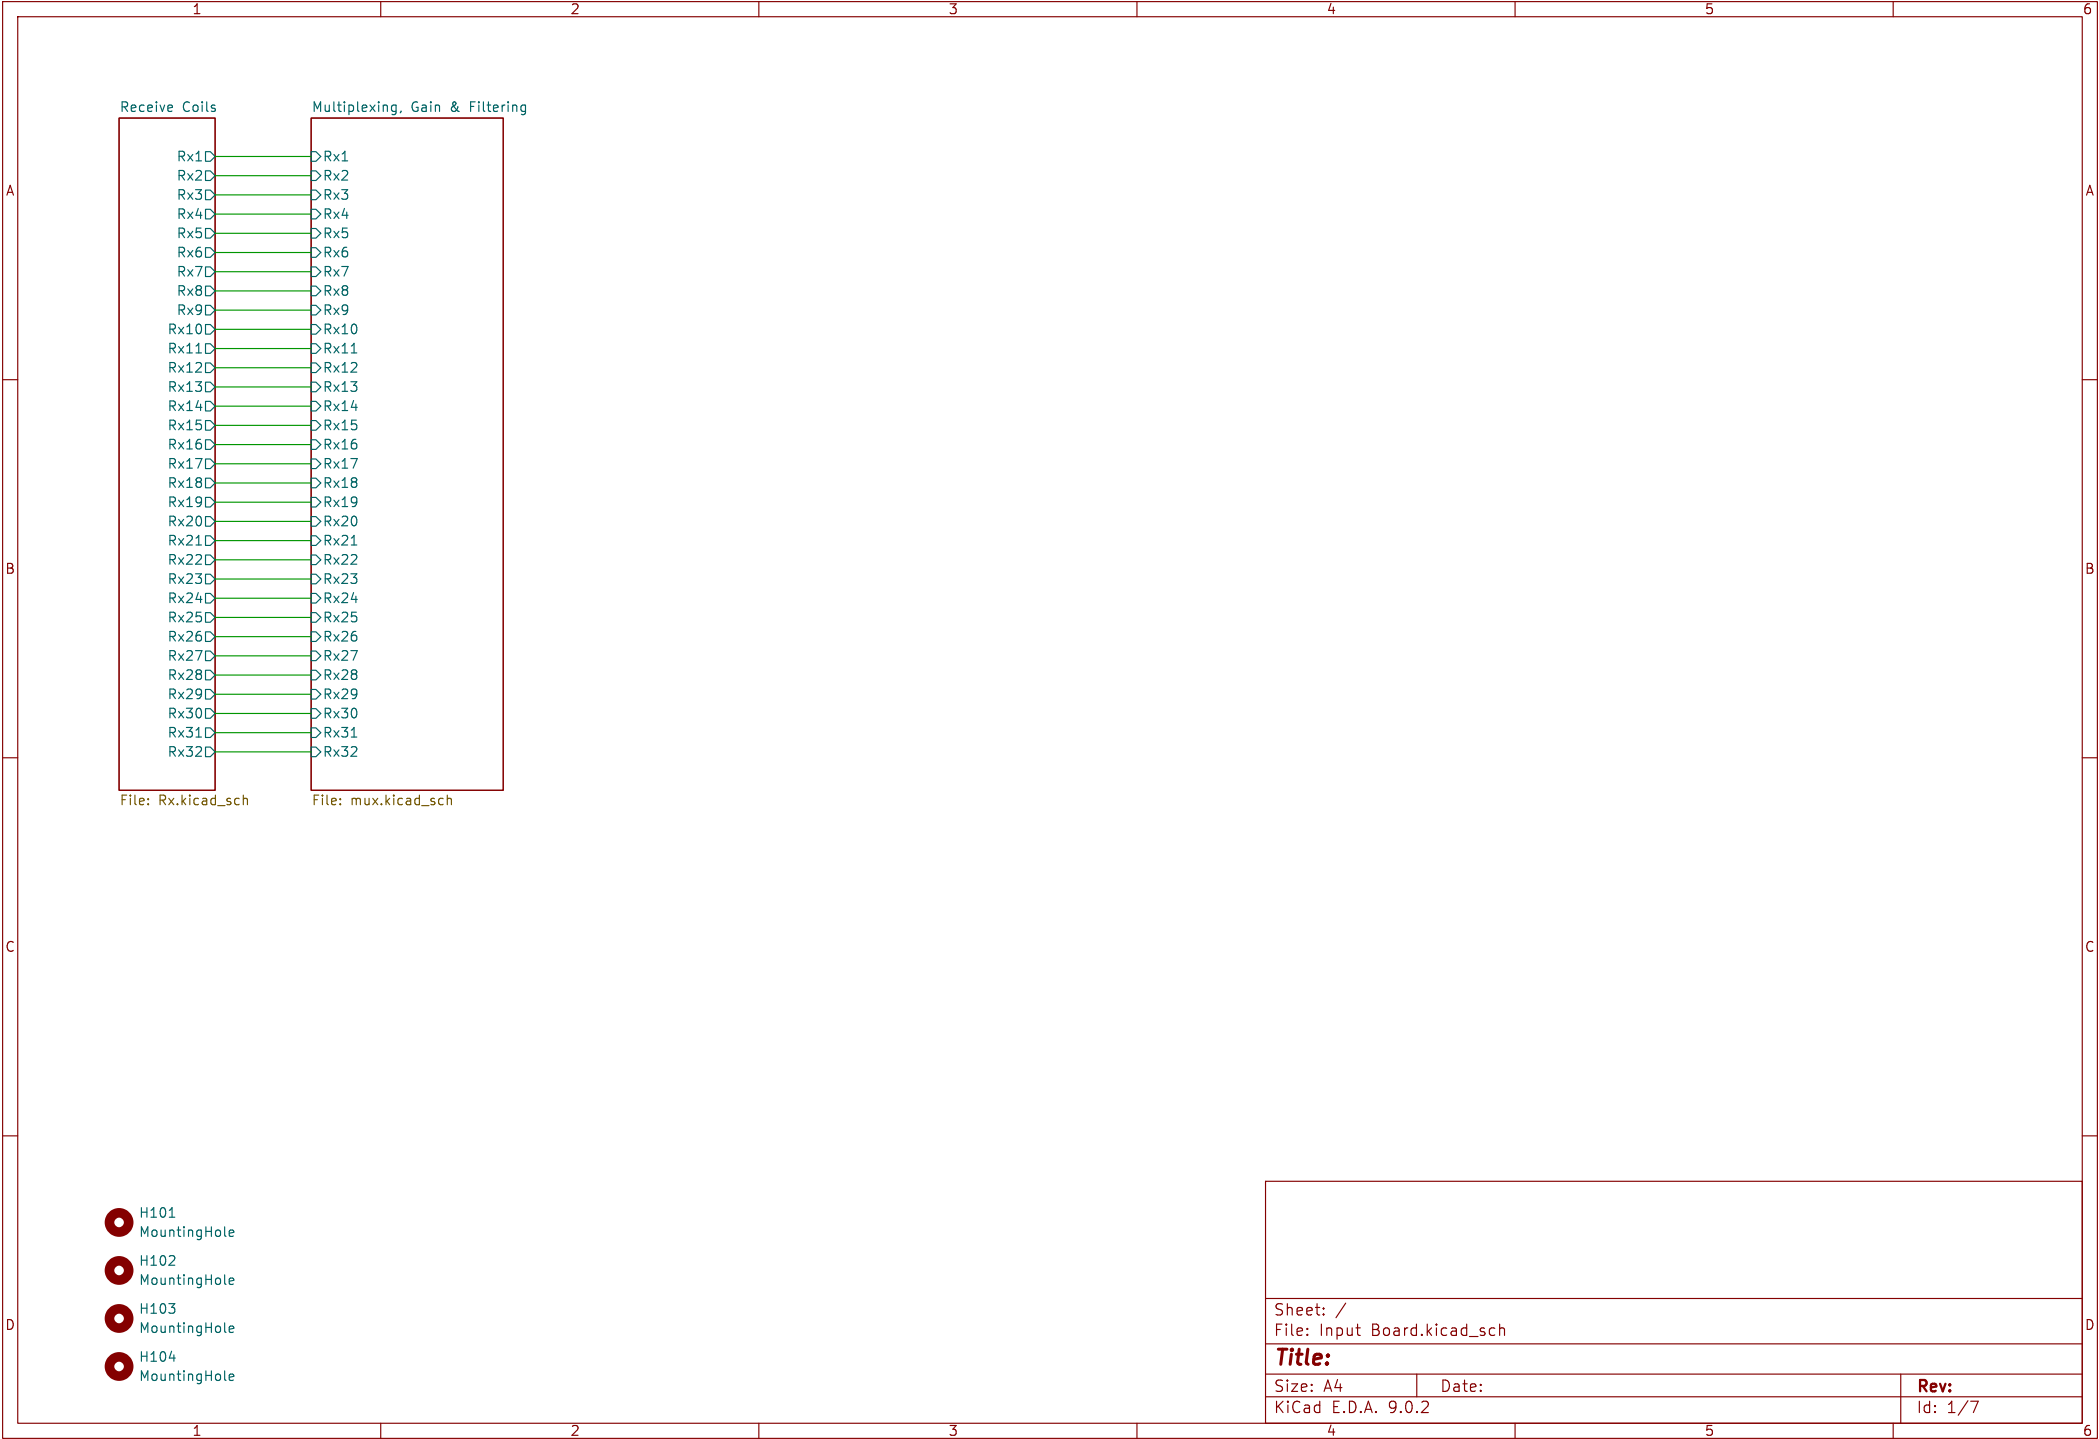 1 2 3 4 5 6
Receive Coils
Multiplexing, Gain & Filtering
Rx1 Rx1
Rx2 Rx2
A Rx3 Rx3 A
Rx4 Rx4
Rx5 Rx5
Rx6 Rx6
Rx7 Rx7
Rx8 Rx8
Rx9 Rx9
Rx10 Rx10
Rx11 Rx11
Rx12 Rx12
Rx13 Rx13
Rx14 Rx14
Rx15 Rx15
Rx16 Rx16
Rx17 Rx17
Rx18 Rx18
Rx19 Rx19
Rx20 Rx20
Rx21 Rx21
Rx22 Rx22
B Rx23 Rx23 B
Rx24 Rx24
Rx25 Rx25
Rx26 Rx26
Rx27 Rx27
Rx28 Rx28
Rx29 Rx29
Rx30 Rx30
Rx31 Rx31
Rx32 Rx32
File: Rx.kicad_sch
File: mux.kicad_sch
C C
H101
MountingHole
H102
MountingHole
H103
MountingHole
H104
MountingHole
D D
Sheet: /
File: Input Board.kicad_sch
Title:
Size: A4 Date: Rev:
KiCad E.D.A. 9.0.2 Id: 1/7
1 2 3 4 5 6